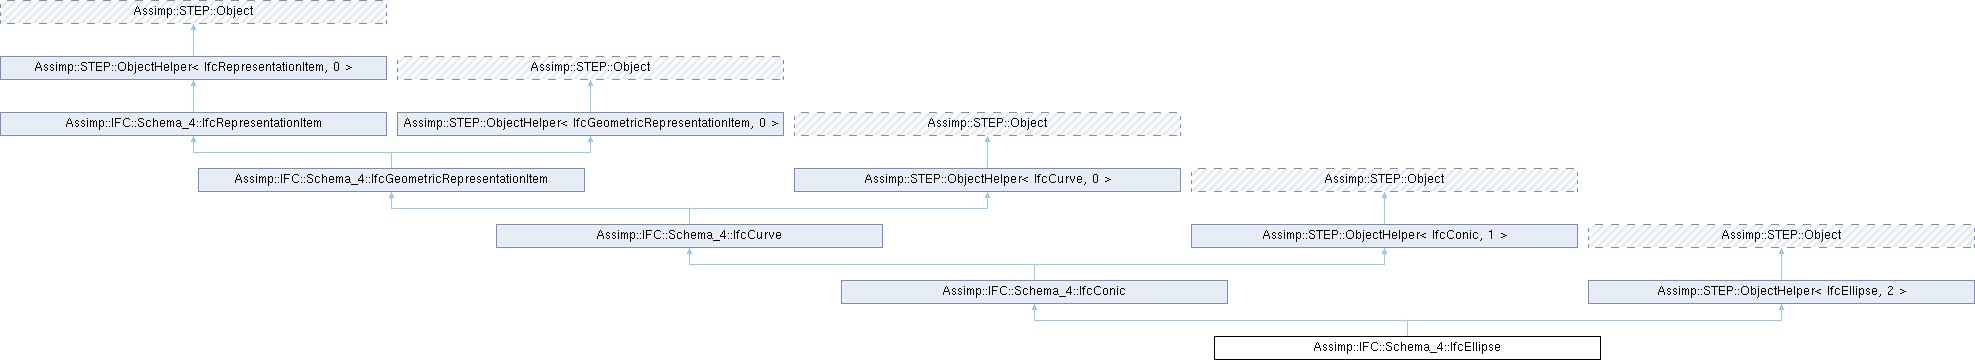 Assimp::STEP::Object
Assimp::STEP::ObjectHelper< IfcRepresentationItem, 0 >
Assimp::STEP::Object
Assimp::IFC::Schema_4::IfcRepresentationItem
Assimp::STEP::ObjectHelper< IfcGeometricRepresentationItem, 0 >
Assimp::STEP::Object
Assimp::IFC::Schema_4::IfcGeometricRepresentationItem
Assimp::STEP::ObjectHelper< IfcCurve, 0 >
Assimp::STEP::Object
Assimp::IFC::Schema_4::IfcCurve
Assimp::STEP::ObjectHelper< IfcConic, 1 >
Assimp::STEP::Object
Assimp::IFC::Schema_4::IfcConic
Assimp::STEP::ObjectHelper< IfcEllipse, 2 >
Assimp::IFC::Schema_4::IfcEllipse